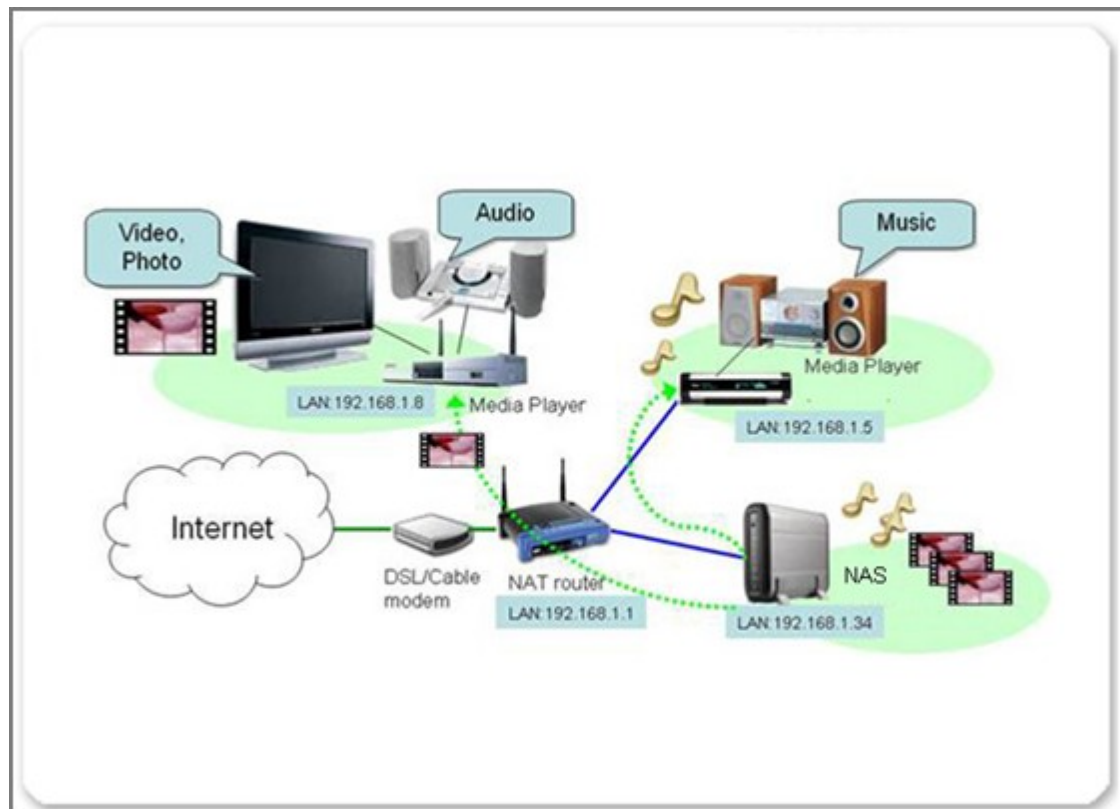 Video,
Photo
Audio
Music
LAN:192.168.1.8
Media Player
Media Player
LAN:192.168.1.5
Internet
DSL/Cable
modem
NAT router
LAN:192.168.1.1
NAS
LAN:192.168.1.34